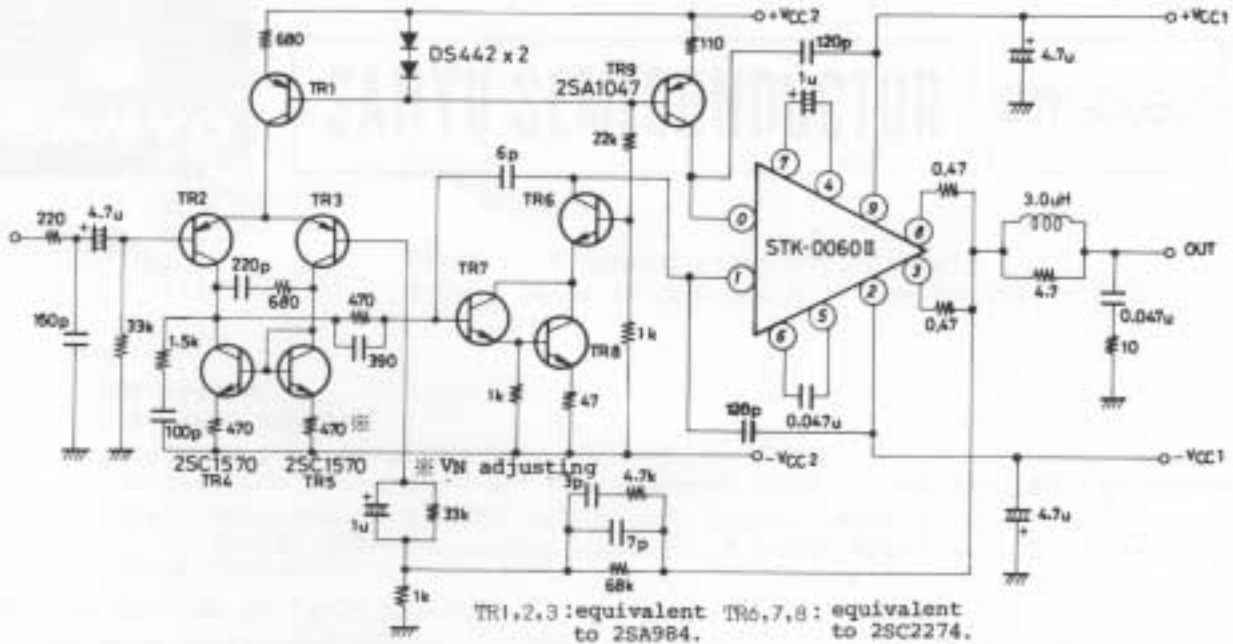 +VCC2
+VCC1
680
DS442 x 2
110
120p
4.7u
TR1
TR9
2SA1047
1u
+
22k
7
4
6p
9
0.47
TR2
TR3
TR6
8
3.0uH
220
4.7u
+
0
STK-0060II
OUT
220p
680
TR7
1
3
4.7
470
2
0.47
0.047u
160p
33k
1.5k
390
TR8
1k
6
5
10
1k
47
100p
470
470
※
0.047u
2SC1570
2SC1570
※ VN adjusting
-VCC2
-VCC1
TR4
TR5
3p
4.7k
+
1u
33k
7p
4.7u
+
68k
1k
TR1,2,3: equivalent TR6,7,8: equivalent
to 2SA984. to 2SC2274.